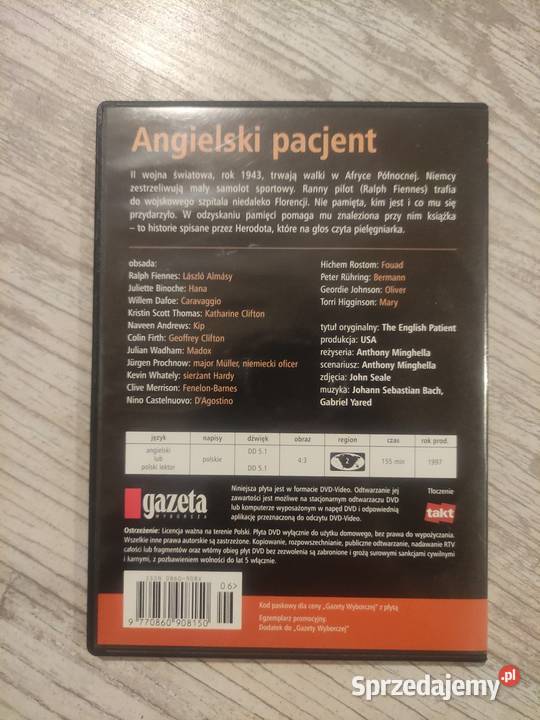 Angielski pacjent
II wojna światowa, rok 1943, trwają walki w Afryce Północnej. Niemcy
zestrzeliwują mały samolot sportowy. Ranny pilot (Ralph Fiennes) trafia
do wojskowego szpitala niedaleko Florencji. Nie pamięta, kim jest i co mu się
przydarzyło. W odzyskaniu pamięci pomaga mu znaleziona przy nim książka
– to historie spisane przez Herodota, które na głos czyta pielęgniarka.
obsada:
Ralph Fiennes: László Almásy
Juliette Binoche: Hana
Willem Dafoe: Caravaggio
Kristin Scott Thomas: Katharine Clifton
Naveen Andrews: Kip
Colin Firth: Geoffrey Clifton
Julian Wadham: Madox
Jürgen Prochnow: major Müller, niemiecki oficer
Kevin Whately: sierżant Hardy
Clive Merrison: Fenelon-Barnes
Nino Castelnuovo: D'Agostino
Hichem Rostom: Fouad
Peter Rühring: Bermann
Geordie Johnson: Oliver
Torri Higginson: Mary
tytuł oryginalny: The English Patient
produkcja: USA
reżyseria: Anthony Minghella
scenariusz: Anthony Minghella
zdjęcia: John Seale
muzyka: Johann Sebastian Bach,
Gabriel Yared
język napisy dźwięk obraz region czas rok prod.
angielski
lub
polski lektor
polskie
DD 5.1
DD 5.1
4:3
2
155 min
1997
gazeta
WYBORCZA
Niniejsza płyta jest w formacie DVD-Video. Odtwarzanie jej
zawartości jest możliwe na stacjonarnym odtwarzaczu DVD
lub komputerze wyposażonym w napęd DVD i odpowiednią
aplikację przeznaczoną do odczytu DVD-Video.
Tłoczenie
takt
Ostrzeżenie: Licencja ważna na terenie Polski. Płyta DVD wyłącznie do użytku domowego, bez prawa do wypożyczania.
Wszelkie inne prawa autorskie są zastrzeżone. Kopiowanie, rozpowszechnianie, publiczne odtwarzanie, nadawanie RTV
całości lub fragmentów oraz wtórny obieg płyt DVD bez zezwolenia są zabronione i grożą surowymi sankcjami cywilnymi
i karnymi, z pozbawieniem wolności do lat 5 włącznie.
ISSN 0860-908X
06>
9 770860 908150
Kod paskowy dla ceny „Gazety Wyborczej" z płytą
Egzemplarz promocyjny.
Dodatek do „Gazety Wyborczej"
Sprzedajemy.pl